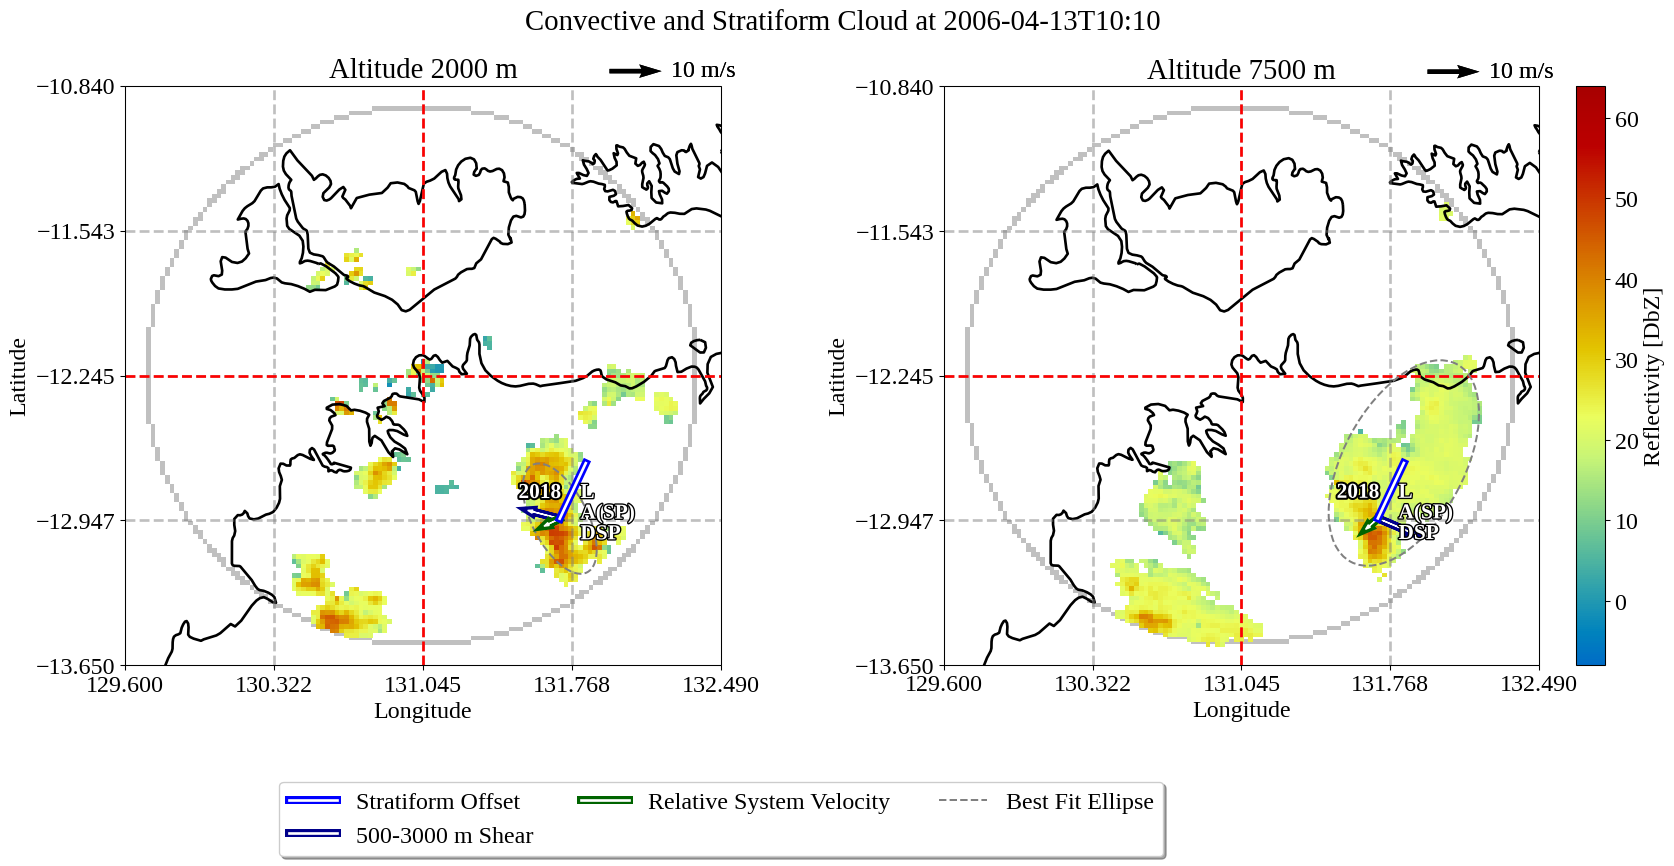 Convective and Stratiform Cloud at 2006-04-13T10:10
Altitude 2000 m
10 m/s
−10.840
−11.543
−12.245
−12.947
−13.650
129.600
130.322
131.045
131.768
132.490
Latitude
Longitude
2018
L
A(SP)
DSP
Altitude 7500 m
10 m/s
−10.840
−11.543
−12.245
−12.947
−13.650
129.600
130.322
131.045
131.768
132.490
Latitude
Longitude
2018
L
A(SP)
DSP
60
50
40
30
20
10
0
Reflectivity [DbZ]
Stratiform Offset
500-3000 m Shear
Relative System Velocity
Best Fit Ellipse